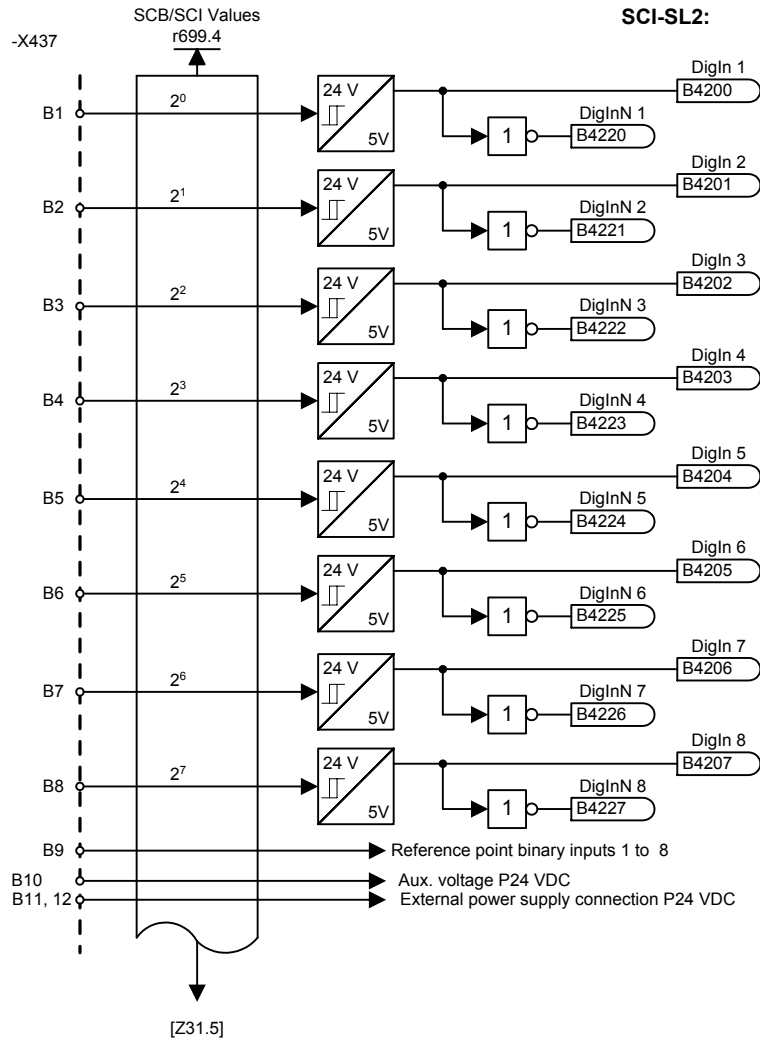 SCB/SCI Values
SCI-SL2:
-X437
r699.4
DigIn 1
B1
2⁰
24 V
5V
B4200
DigInN 1
1
B4220
DigIn 2
B2
2¹
24 V
5V
B4201
DigInN 2
1
B4221
DigIn 3
B3
2²
24 V
5V
B4202
DigInN 3
1
B4222
DigIn 4
B4
2³
24 V
5V
B4203
DigInN 4
1
B4223
DigIn 5
B5
2⁴
24 V
5V
B4204
DigInN 5
1
B4224
DigIn 6
B6
2⁵
24 V
5V
B4205
DigInN 6
1
B4225
DigIn 7
B7
2⁶
24 V
5V
B4206
DigInN 7
1
B4226
DigIn 8
B8
2⁷
24 V
5V
B4207
DigInN 8
1
B4227
B9 Reference point binary inputs 1 to 8
B10 Aux. voltage P24 VDC
B11, 12 External power supply connection P24 VDC
[Z31.5]